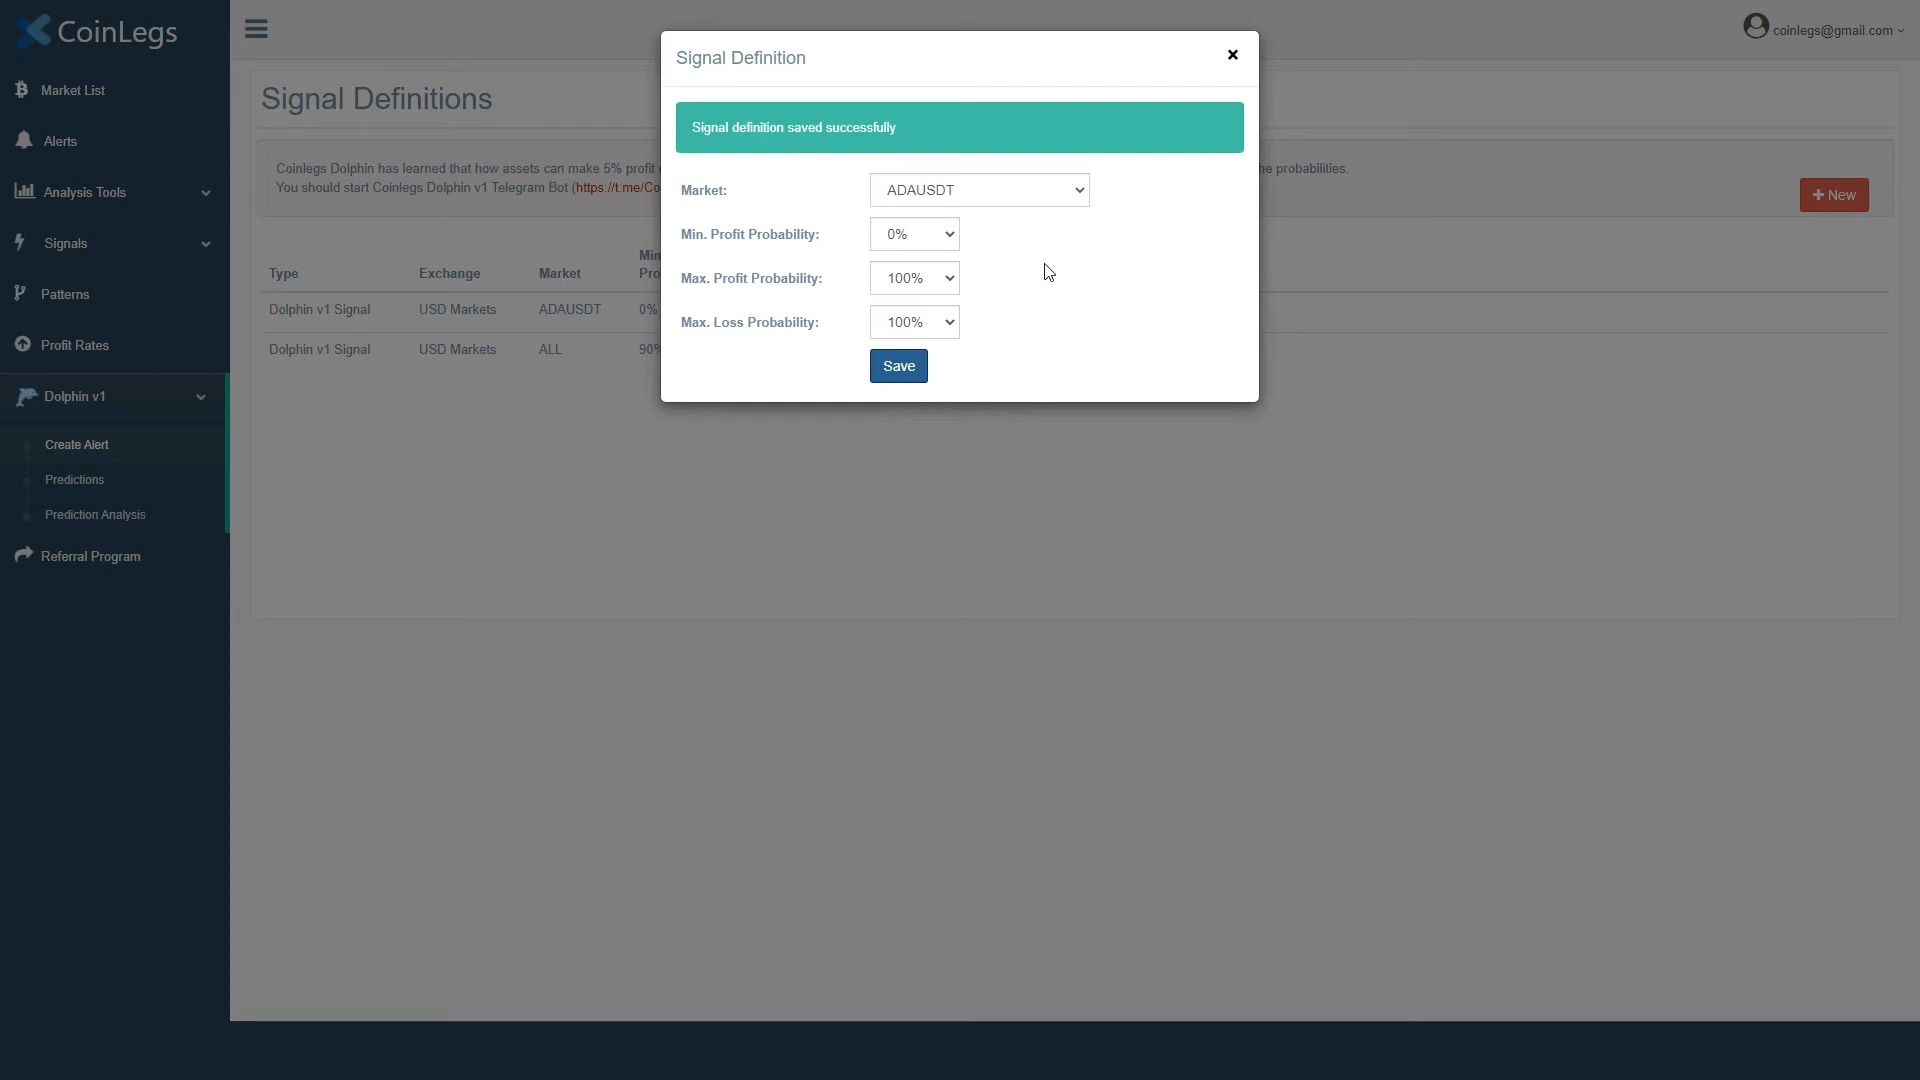 CoinLegs
coinlegs@gmail.com
Market List
Alerts
Analysis Tools
Signals
Patterns
Profit Rates
Dolphin v1
Create Alert
Predictions
Prediction Analysis
Referral Program
Signal Definitions
Coinlegs Dolphin has learned that how assets can make 5% profit
he probabilities.
You should start Coinlegs Dolphin v1 Telegram Bot (https://t.me/Co
+ New
Type Exchange Market Min
Pro
Dolphin v1 Signal USD Markets ADAUSDT 0%
Dolphin v1 Signal USD Markets ALL 90%
Signal Definition
×
Signal definition saved successfully
Market: ADAUSDT
Min. Profit Probability: 0%
Max. Profit Probability: 100%
Max. Loss Probability: 100%
Save